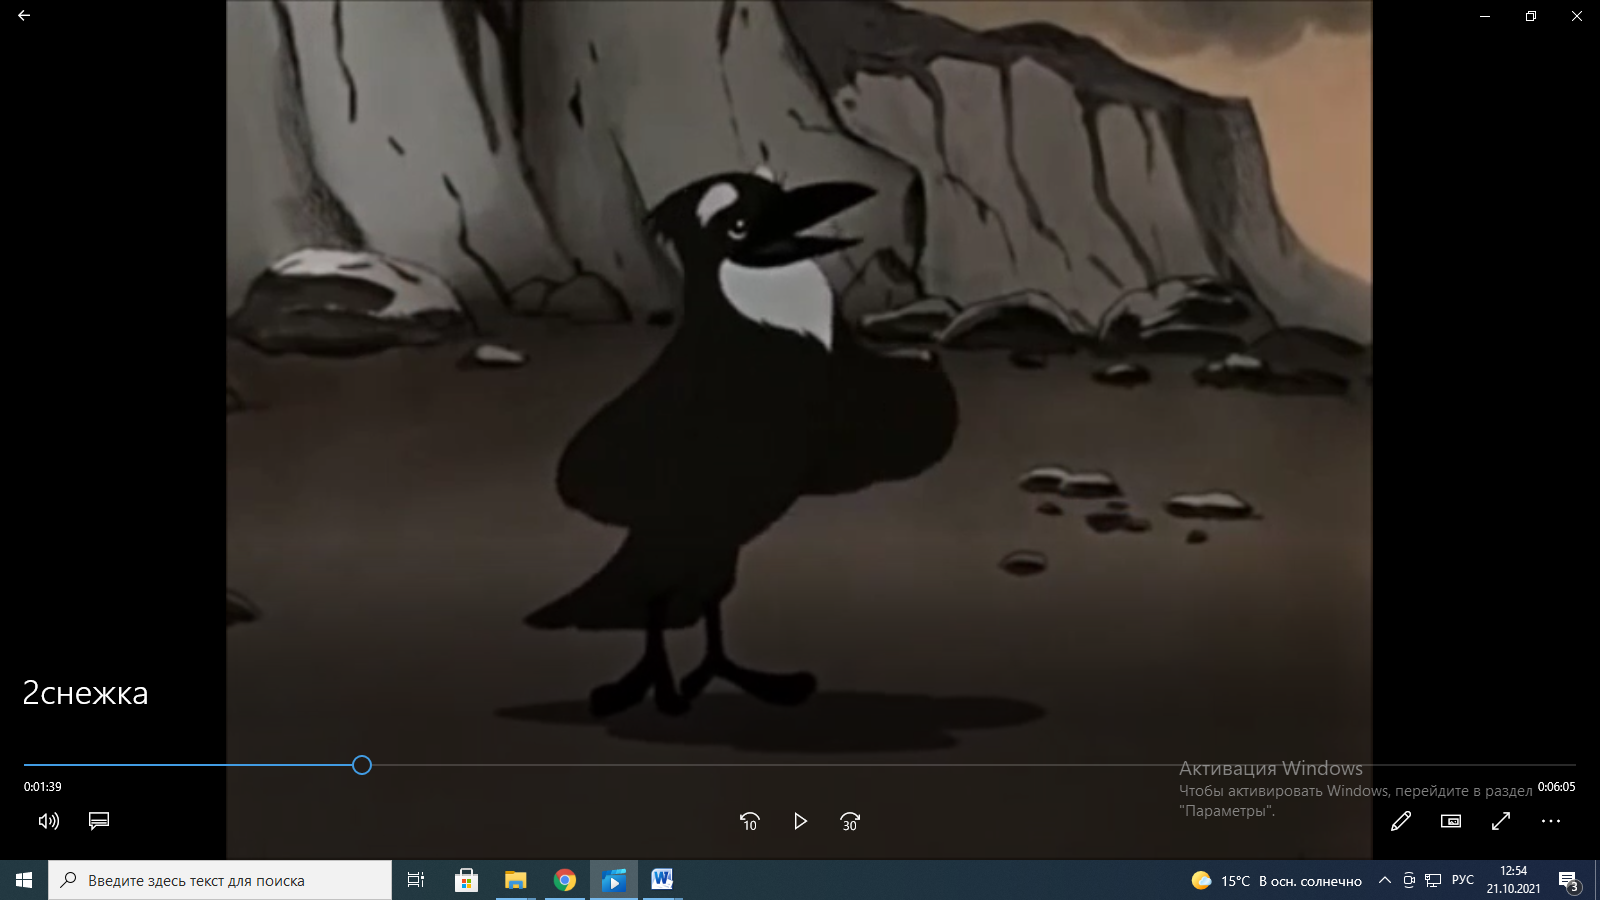 2снежка
0:01:39
0:06:05
10
30
Активация Windows
Чтобы активировать Windows, перейдите в раздел
"Параметры".
Введите здесь текст для поиска
15°C В осн. солнечно
РУС
12:54
21.10.2021
3